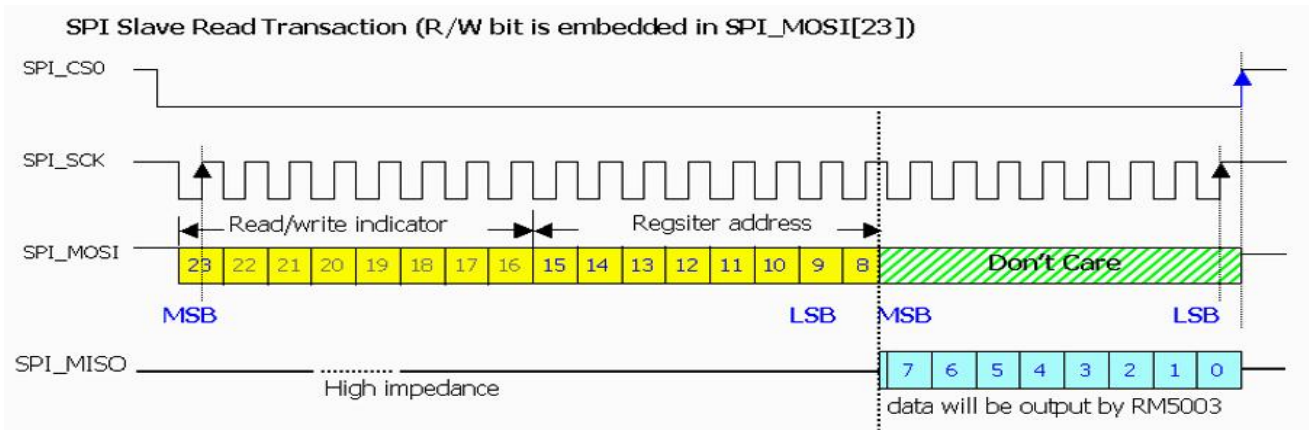 SPI Slave Read Transaction (R/W bit is embedded in SPI_MOSI[23])
SPI_CS0
SPI_SCK
Read/write indicator
Regsiter address
SPI_MOSI
23 22 21 20 19 18 17 16 15 14 13 12 11 10 9 8 Don't Care
MSB LSB MSB LSB
SPI_MISO
7 6 5 4 3 2 1 0
High impedance
data will be output by RM5003